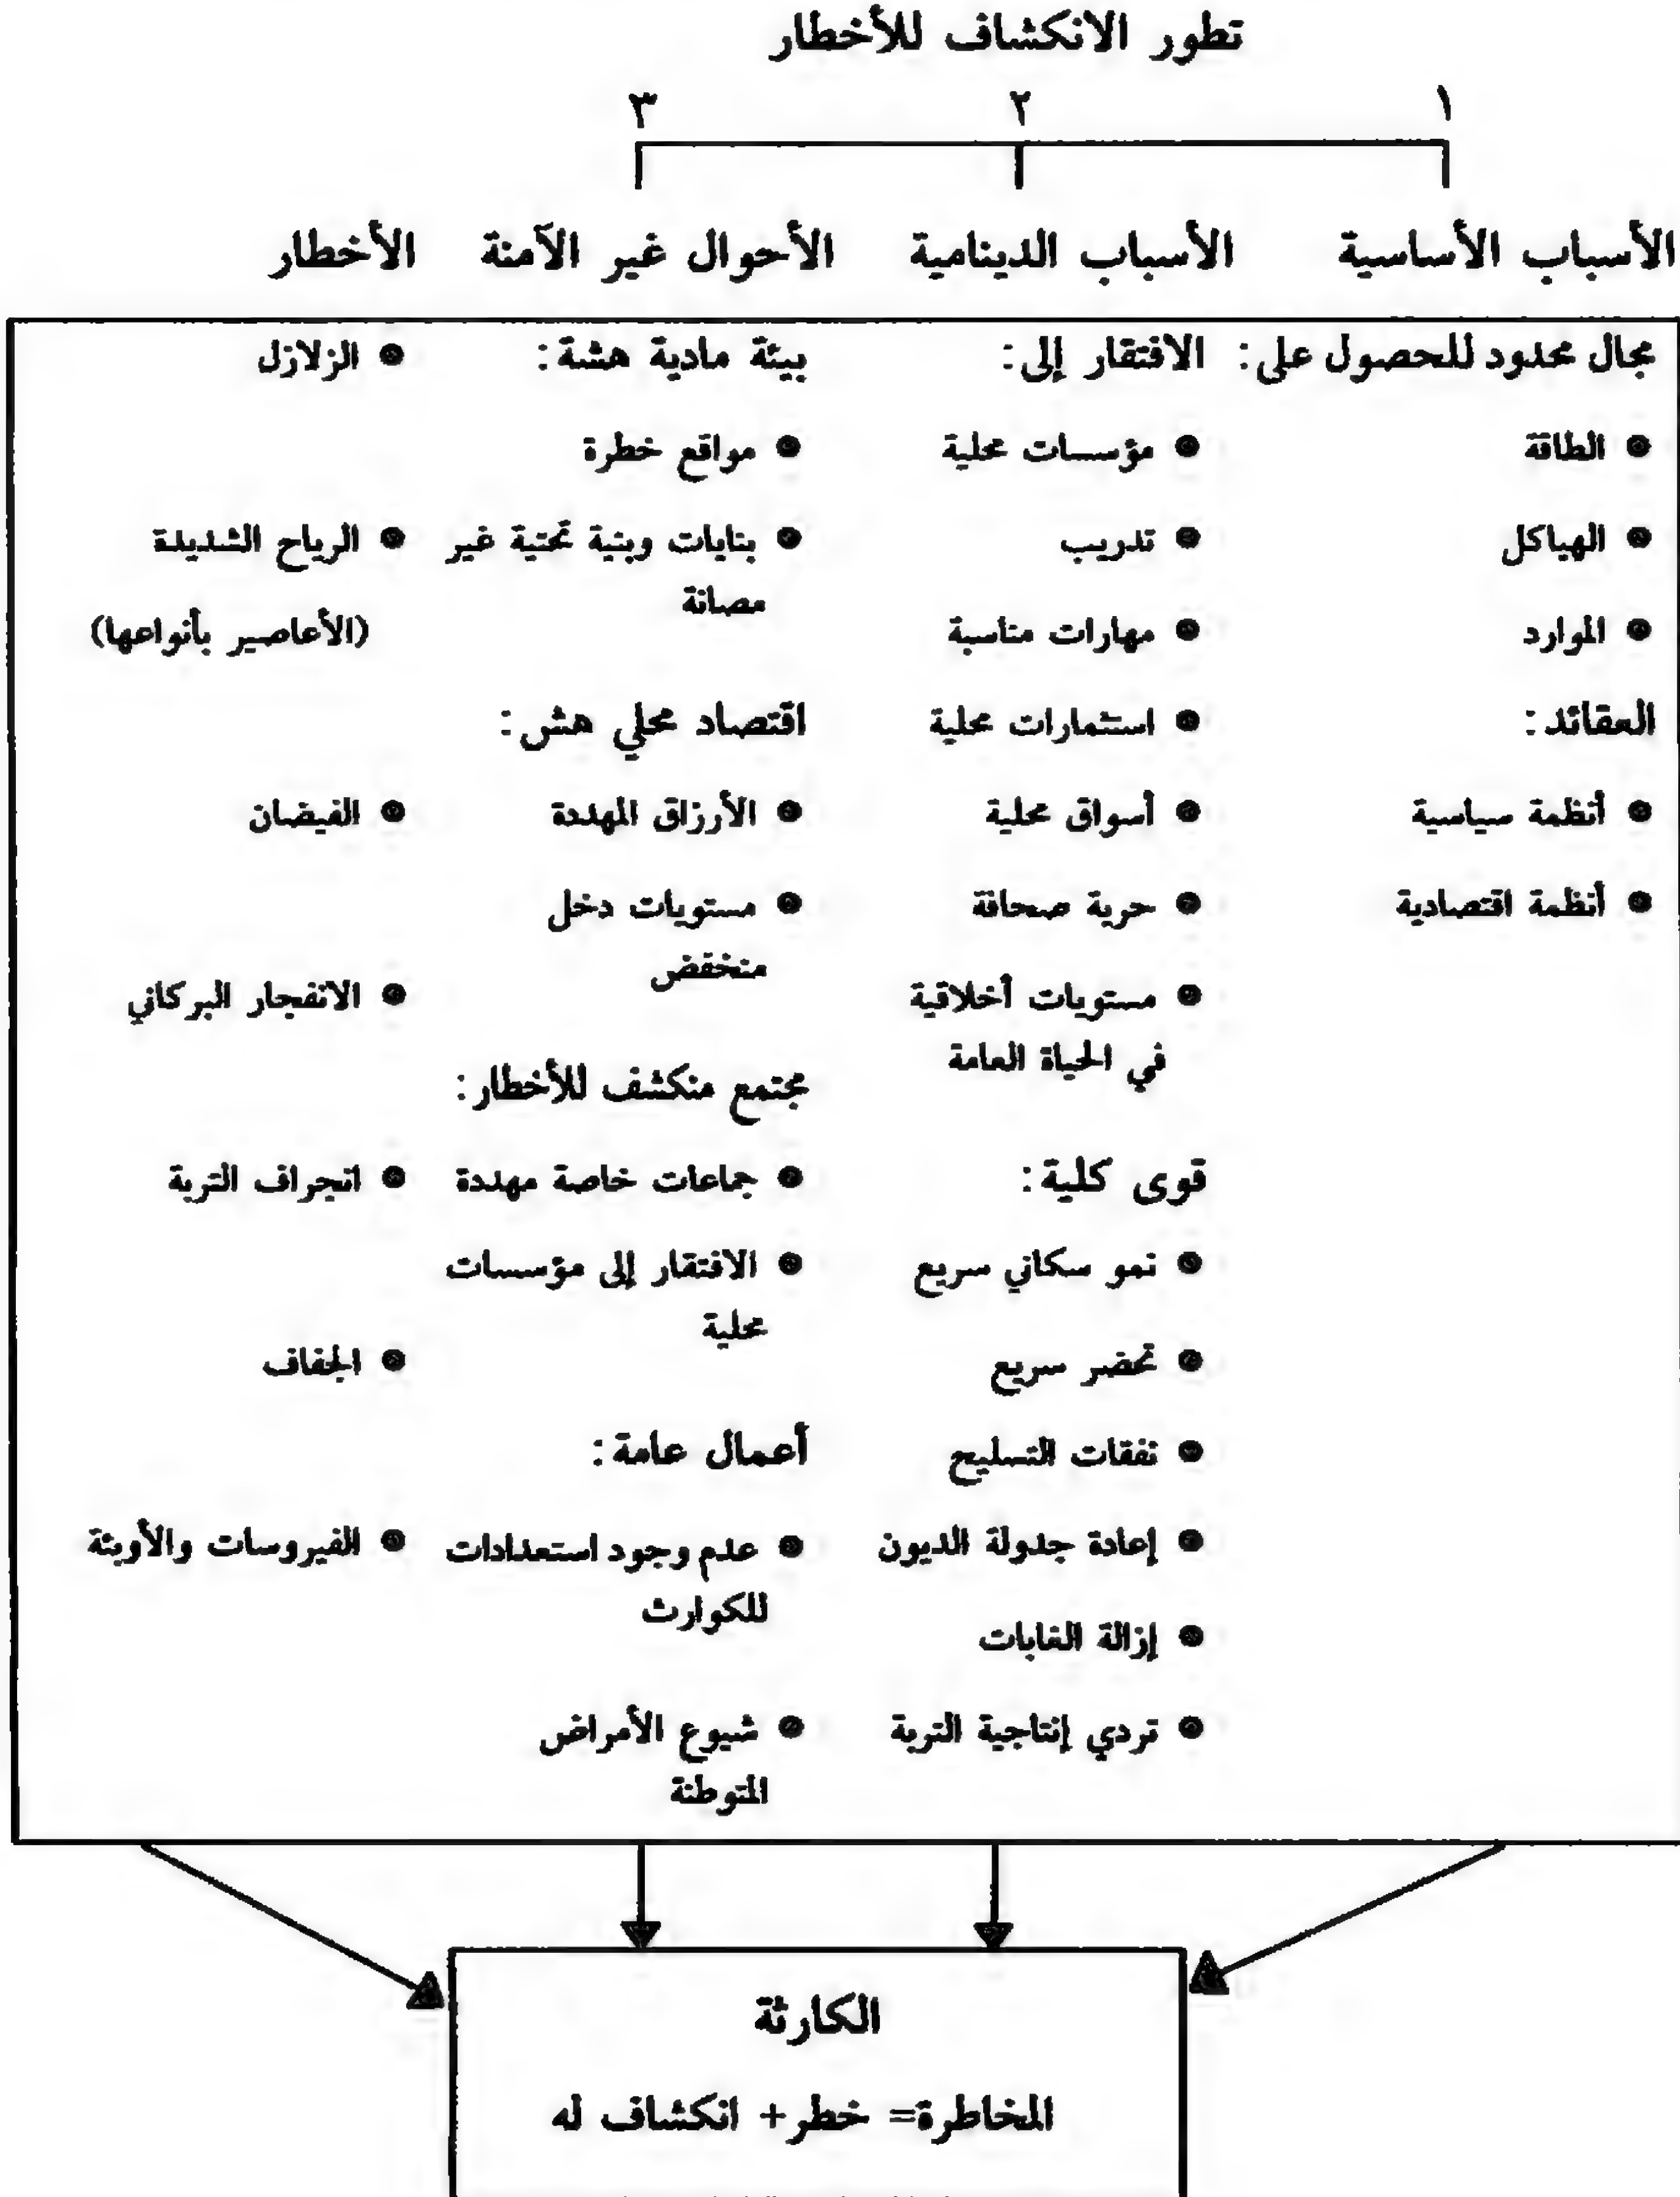 تطور الانكشاف للأخطار
١ ٢ ٣
الأسباب الأساسية الأسباب الدينامية الأحوال غير الآمنة الأخطار
مجال محدود للحصول على: الافتقار إلى: بيئة مادية هشة: ● الزلازل
● الطاقة ● مؤسسات محلية ● مواقع خطرة
● الهياكل ● تدريب ● بنايات وبنية تحتية غير ● الرياح الشديدة
مصانة
● الموارد ● مهارات مناسبة (الأعاصير بأنواعها)
العقائد: ● استثمارات محلية اقتصاد محلي هش:
● أنظمة سياسية ● أسواق محلية ● الأرزاق المهددة ● الفيضان
● أنظمة اقتصادية ● حرية صحافة ● مستويات دخل
منخفض
● مستويات أخلاقية ● الانفجار البركاني
في الحياة العامة
مجتمع منكشف للأخطار:
قوى كلية: ● جماعات خاصة مهددة ● انجراف التربة
● نمو سكاني سريع ● الافتقار إلى مؤسسات
محلية
● تحضر سريع ● الجفاف
● نفقات التسليح أعمال عامة:
● إعادة جدولة الديون ● عدم وجود استعدادات ● الفيروسات والأوبئة
للكوارث
● إزالة الغابات
● تردي إنتاجية التربة ● شيوع الأمراض
المتوطنة
الكارثة
المخاطرة= خطر+ انكشاف له